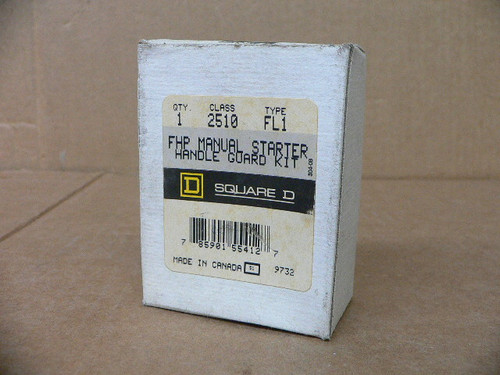 QTY. CLASS TYPE
1 2510 FL1
FHP MANUAL STARTER
HANDLE GUARD KIT
D SQUARE D
7 85901 55412 7
MADE IN CANADA 9732